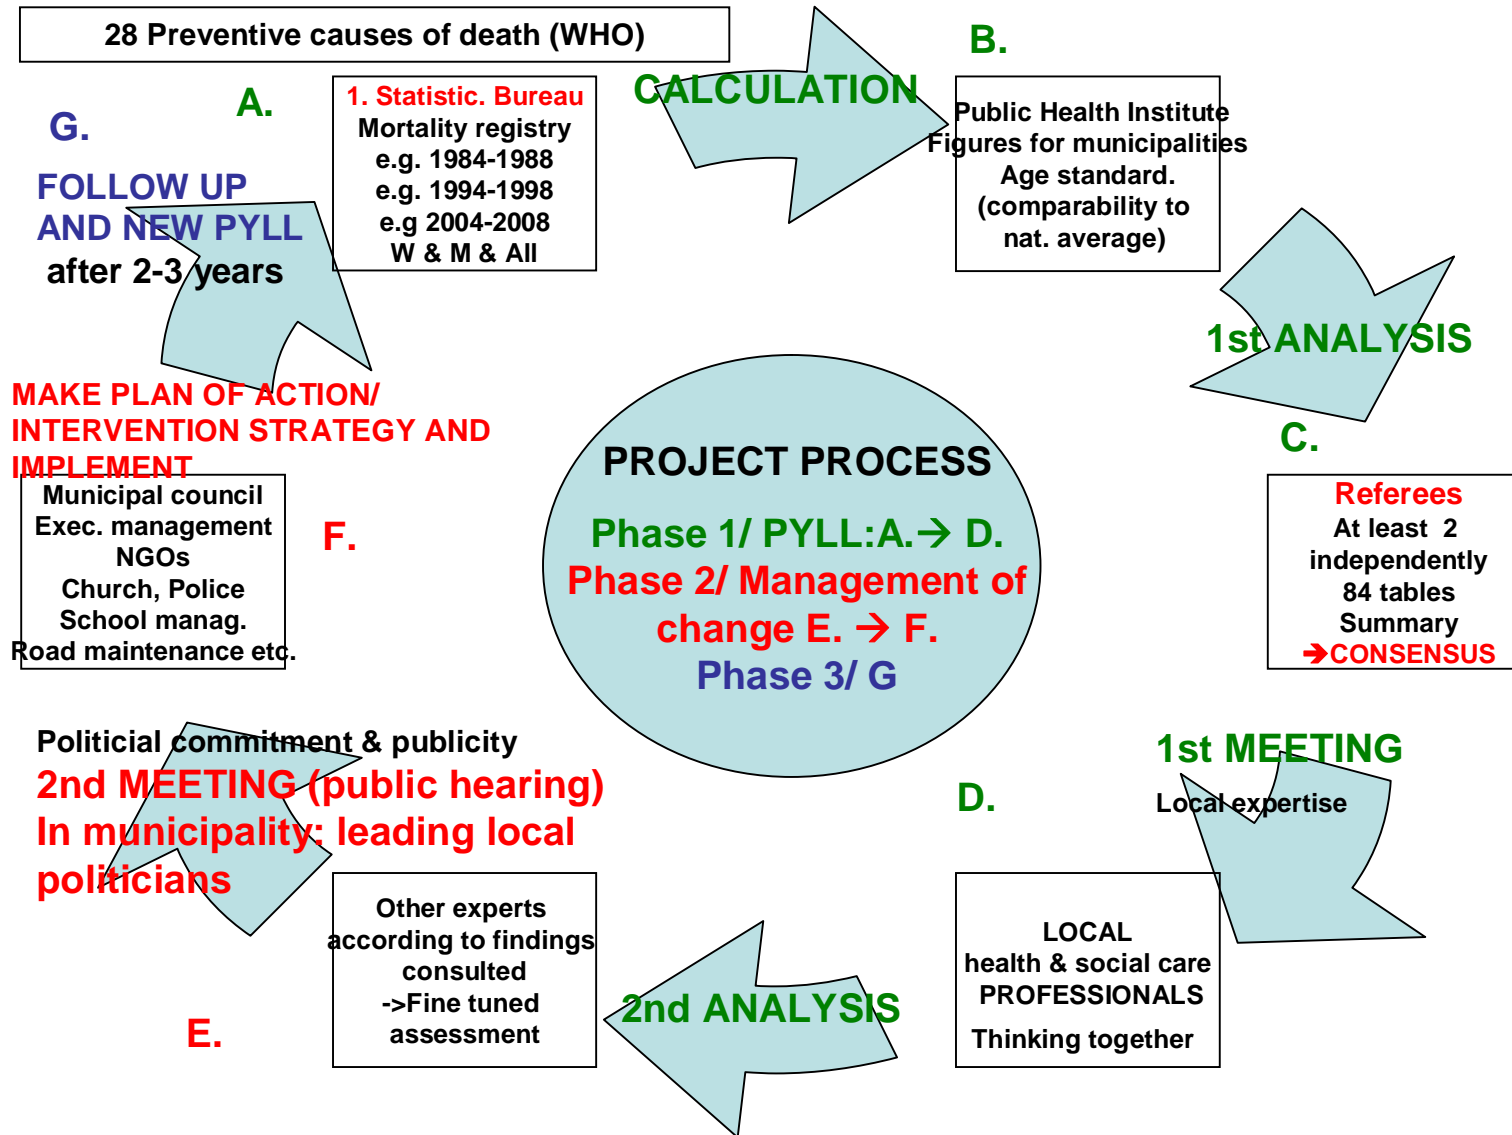 28 Preventive causes of death (WHO)
A.
1. Statistic. Bureau
Mortality registry
e.g. 1984-1988
e.g. 1994-1998
e.g 2004-2008
W & M & All
CALCULATION
B.
Public Health Institute
Figures for municipalities
Age standard.
(comparability to
nat. average)
1st ANALYSIS
C.
Referees
At least 2
independently
84 tables
Summary
➔CONSENSUS
1st MEETING
Local expertise
D.
LOCAL
health & social care
PROFESSIONALS
Thinking together
2nd ANALYSIS
Other experts
according to findings
consulted
->Fine tuned
assessment
E.
Politicial commitment & publicity
2nd MEETING (public hearing)
In municipality: leading local
politicians
F.
Municipal council
Exec. management
NGOs
Church, Police
School manag.
Road maintenance etc.
MAKE PLAN OF ACTION/
INTERVENTION STRATEGY AND
IMPLEMENT
G.
FOLLOW UP
AND NEW PYLL
after 2-3 years
PROJECT PROCESS
Phase 1/ PYLL:A.→ D.
Phase 2/ Management of
change E. → F.
Phase 3/ G